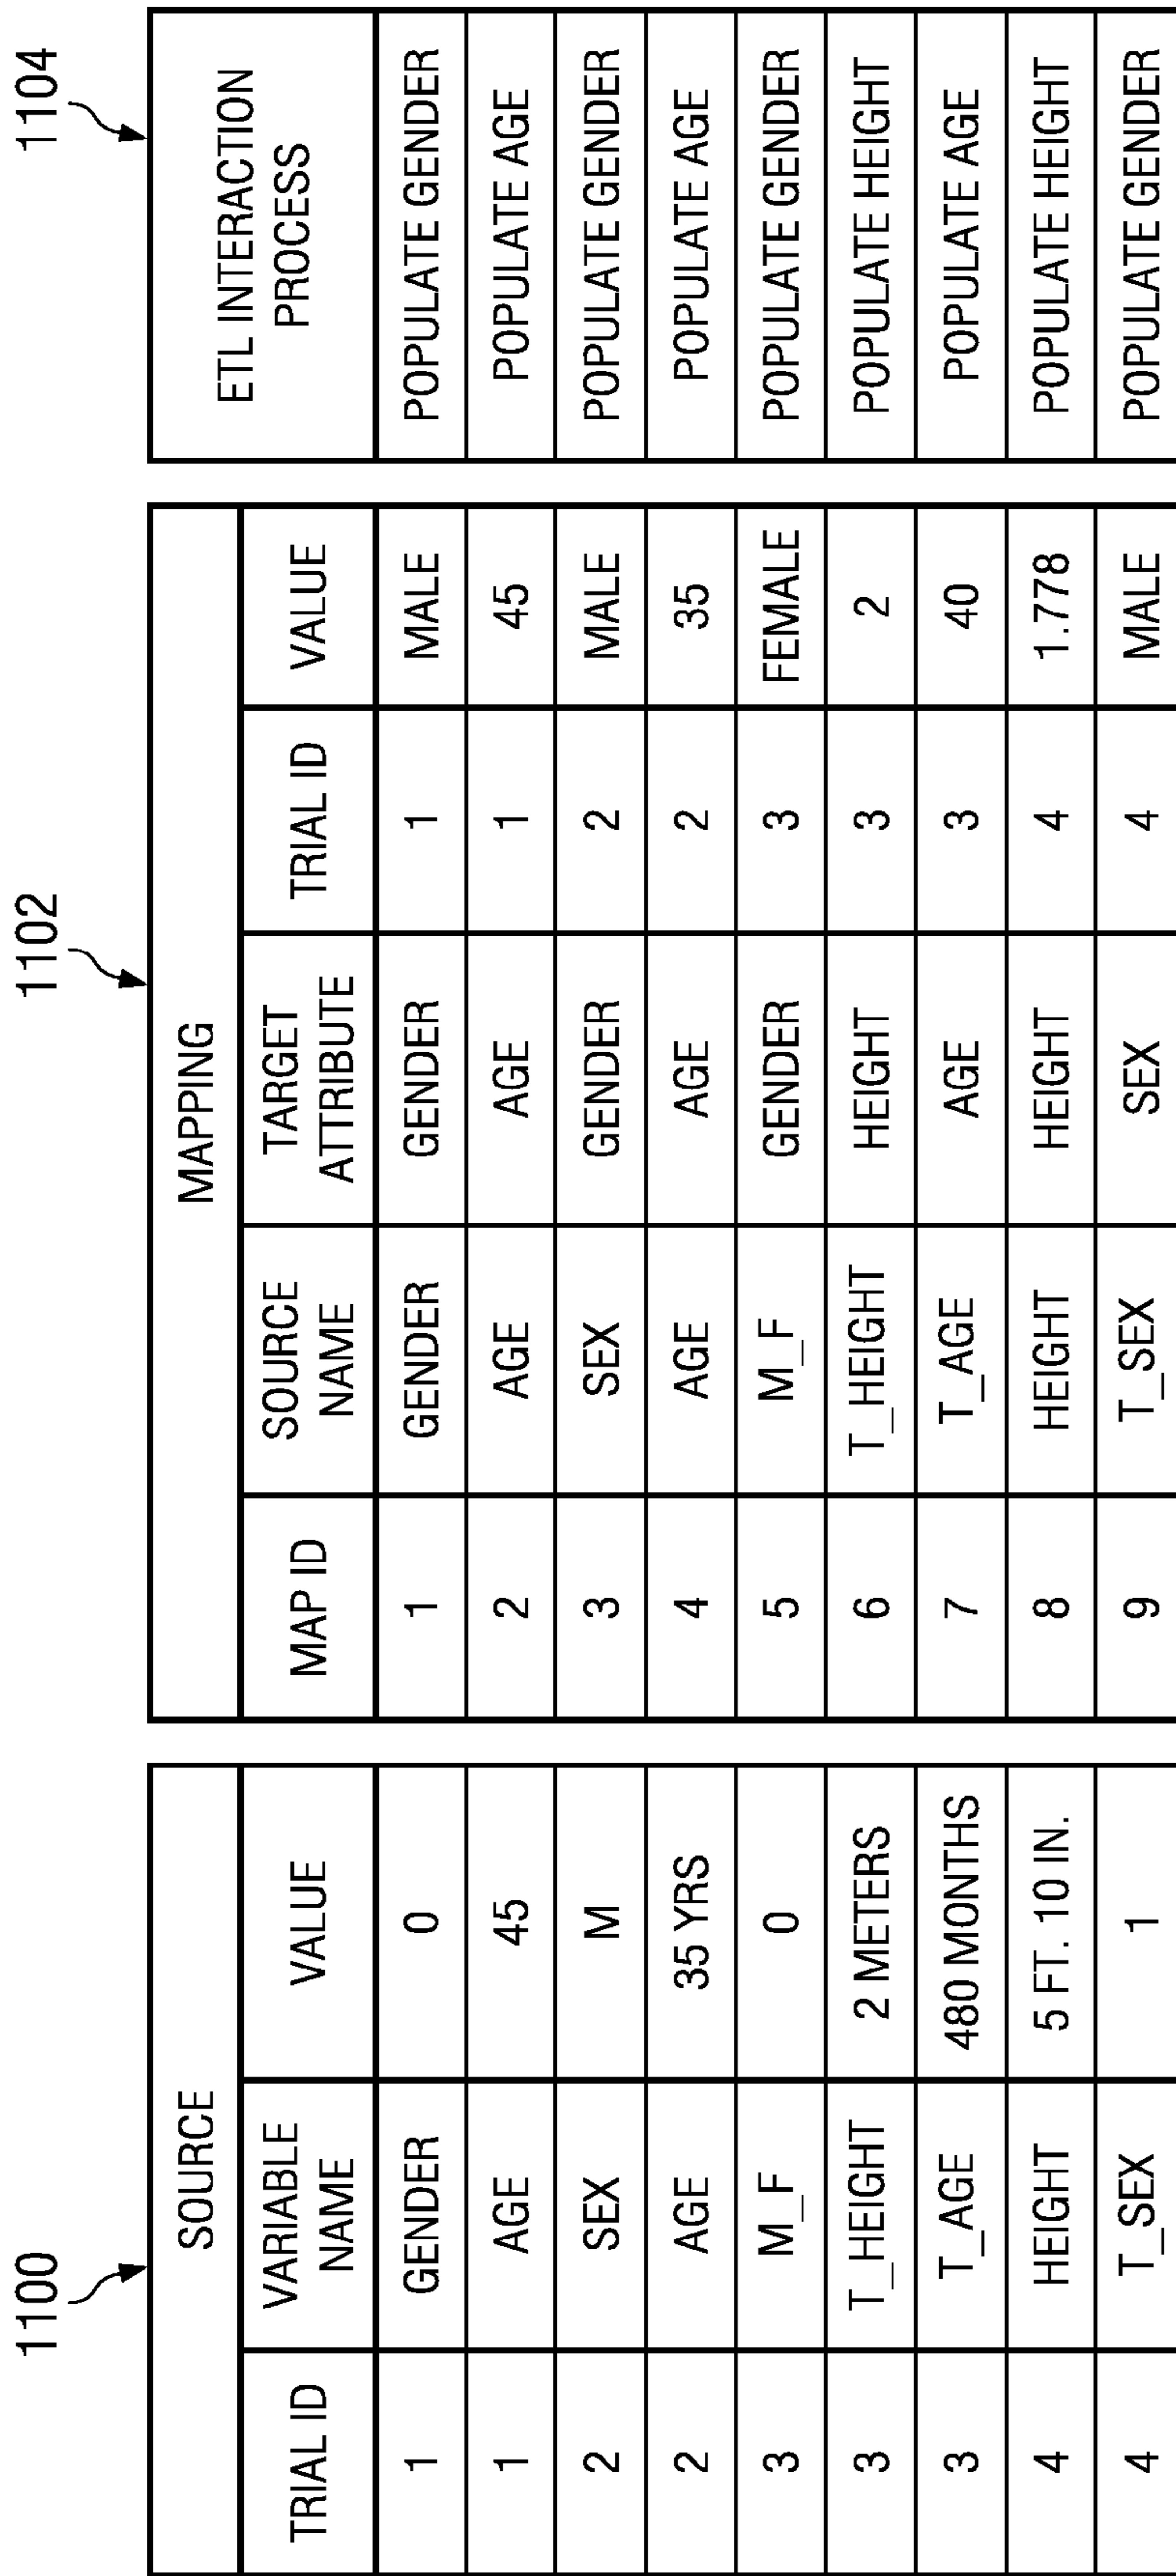 1100
1102
1104
SOURCE
TRIAL ID VARIABLE NAME VALUE
1 GENDER 0
1 AGE 45
2 SEX M
2 AGE 35 YRS
3 M_F 0
3 T_HEIGHT 2 METERS
3 T_AGE 480 MONTHS
4 HEIGHT 5 FT. 10 IN.
4 T_SEX 1
MAPPING
MAP ID SOURCE NAME TARGET ATTRIBUTE TRIAL ID VALUE
1 GENDER GENDER 1 MALE
2 AGE AGE 1 45
3 SEX GENDER 2 MALE
4 AGE AGE 2 35
5 M_F GENDER 3 FEMALE
6 T_HEIGHT HEIGHT 3 2
7 T_AGE AGE 3 40
8 HEIGHT HEIGHT 4 1.778
9 T_SEX SEX 4 MALE
ETL INTERACTION
PROCESS
POPULATE GENDER
POPULATE AGE
POPULATE GENDER
POPULATE AGE
POPULATE GENDER
POPULATE HEIGHT
POPULATE AGE
POPULATE HEIGHT
POPULATE GENDER